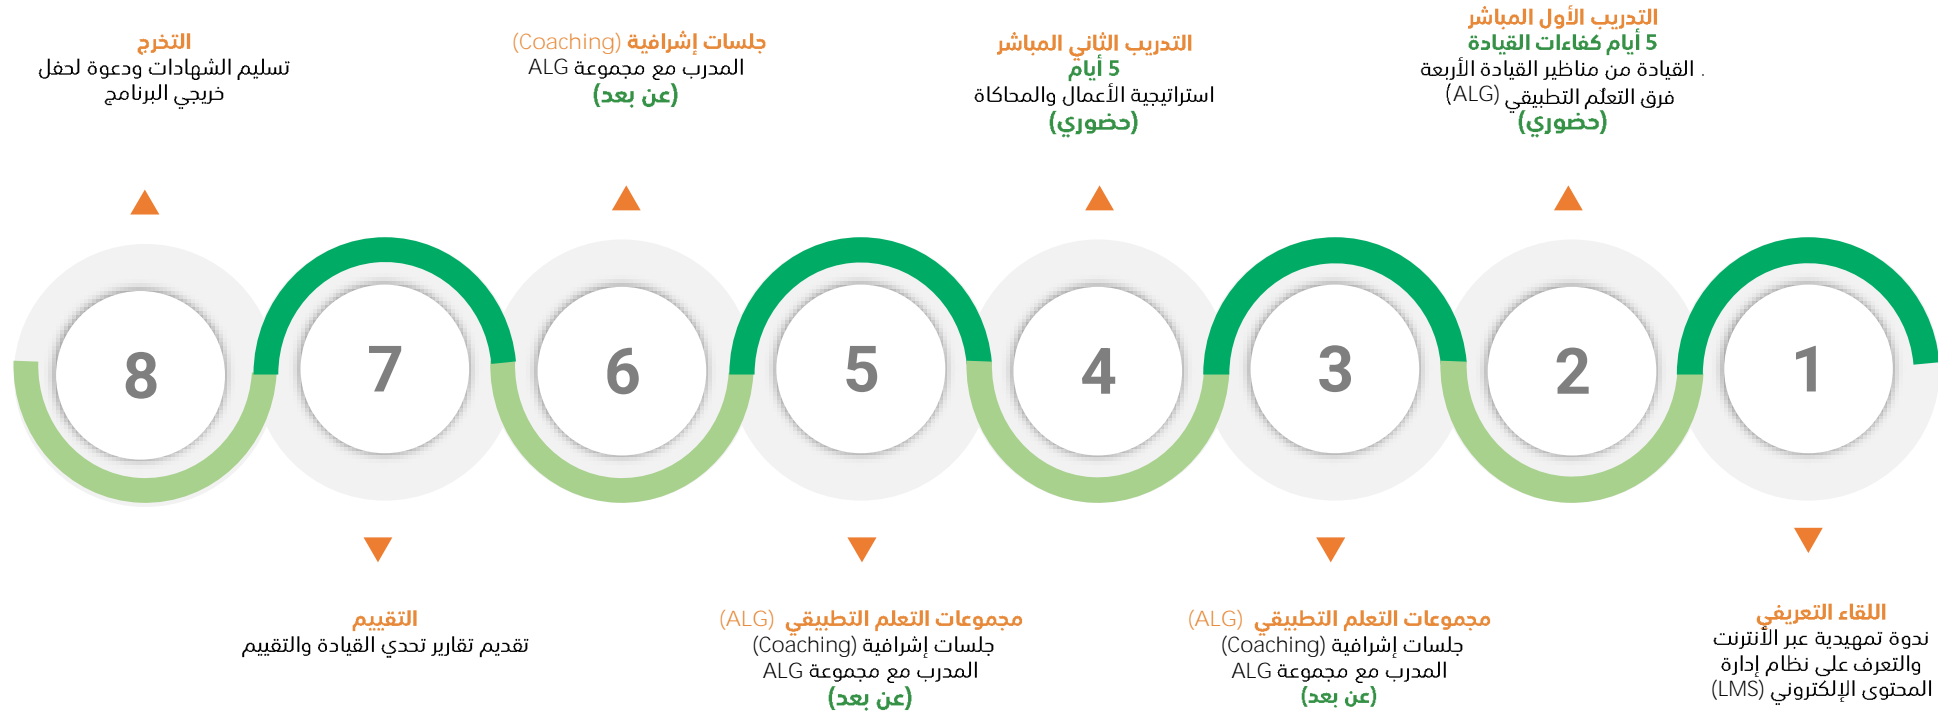 التدريب الأول المباشر
5 أيام كفاءات القيادة
. القيادة من مناظير القيادة الأربعة
فرق التعلُم التطبيقي (ALG)
(حضوري)
التدريب الثاني المباشر
5 أيام
استراتيجية الأعمال والمحاكاة
(حضوري)
جلسات إشرافية (Coaching)
المدرب مع مجموعة ALG
(عن بعد)
التخرج
تسليم الشهادات ودعوة لحفل
خريجي البرنامج
1
2
3
4
5
6
7
8
اللقاء التعريفي
ندوة تمهيدية عبر الأنترنت
والتعرف على نظام إدارة
المحتوى الإلكتروني (LMS)
مجموعات التعلم التطبيقي (ALG)
جلسات إشرافية (Coaching)
المدرب مع مجموعة ALG
(عن بعد)
مجموعات التعلم التطبيقي (ALG)
جلسات إشرافية (Coaching)
المدرب مع مجموعة ALG
(عن بعد)
التقييم
تقديم تقارير تحدي القيادة والتقييم